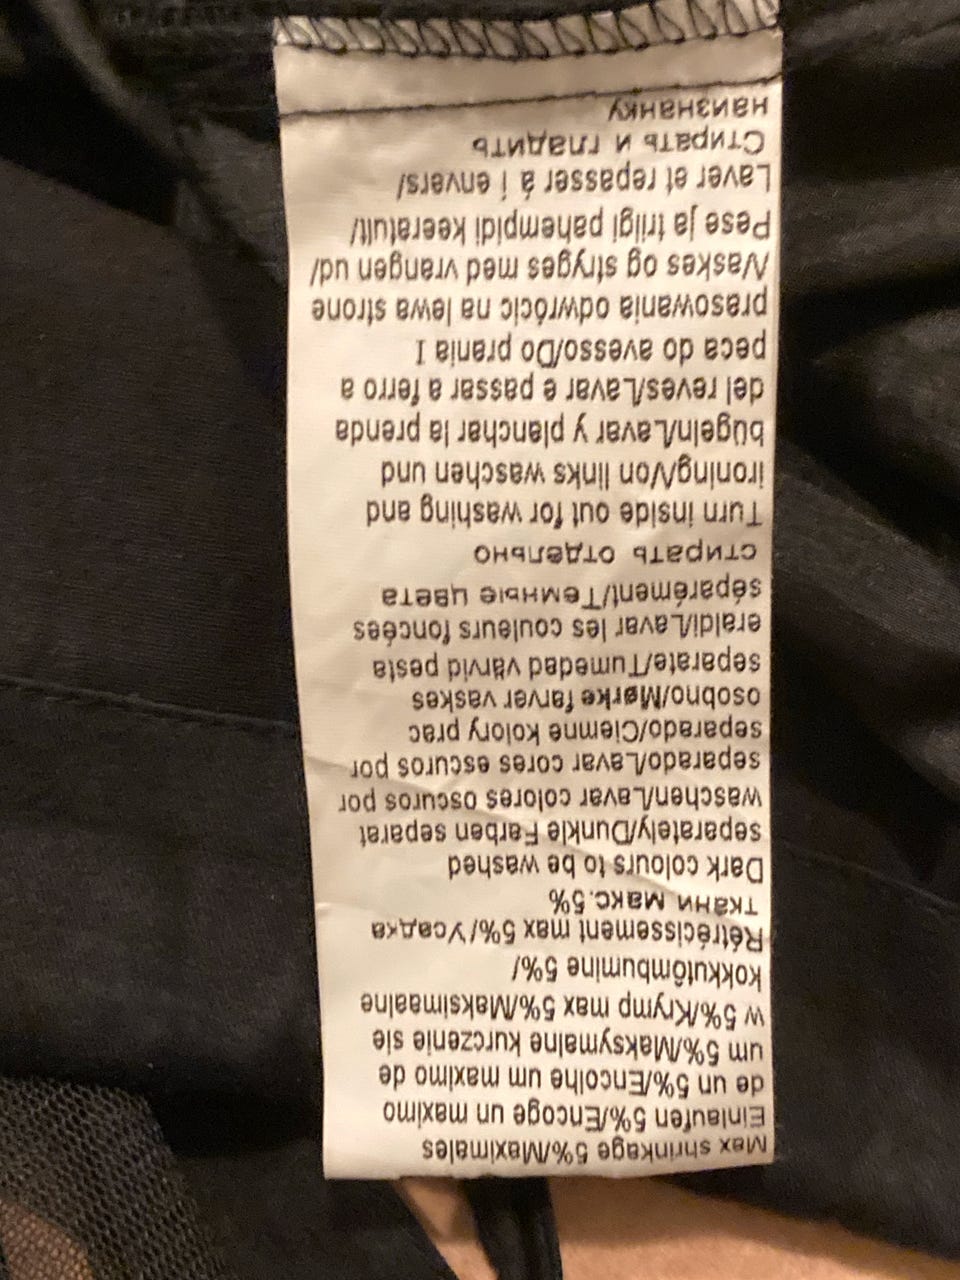 Max shrinkage 5%/Maximales
Einlaufen 5%/Encoge un maximo
de un 5%/Encolhe um maximo de
um 5%/Maksymalne kurczenie sie
w 5%/Krymp max 5%/Maksimaalne
kokkutõmbumine 5%/
Rétrécissement max 5%/Усадка
ткани макс.5%
Dark colours to be washed
separately/Dunkle Farben separat
waschen/Lavar colores oscuros por
separado/Lavar cores escuros por
separado/Ciemne kolory prac
osobno/Mørke farver vaskes
separate/Tumedad värvid pesta
eraldi/Lavar les couleurs foncées
séparément/Темные цвета
стирать отдельно
Turn inside out for washing and
ironing/Von links waschen und
bügeln/Lavar y planchar la prenda
del reves/Lavar e passar a ferro a
peca do avesso/Do prania I
prasowania odwrócic na lewa strone
/Vaskes og stryges med vrangen ud/
Pese ja triigi pahempidi keeratult/
Laver et repasser á í envers/
Стирать и гладить
наизнанку